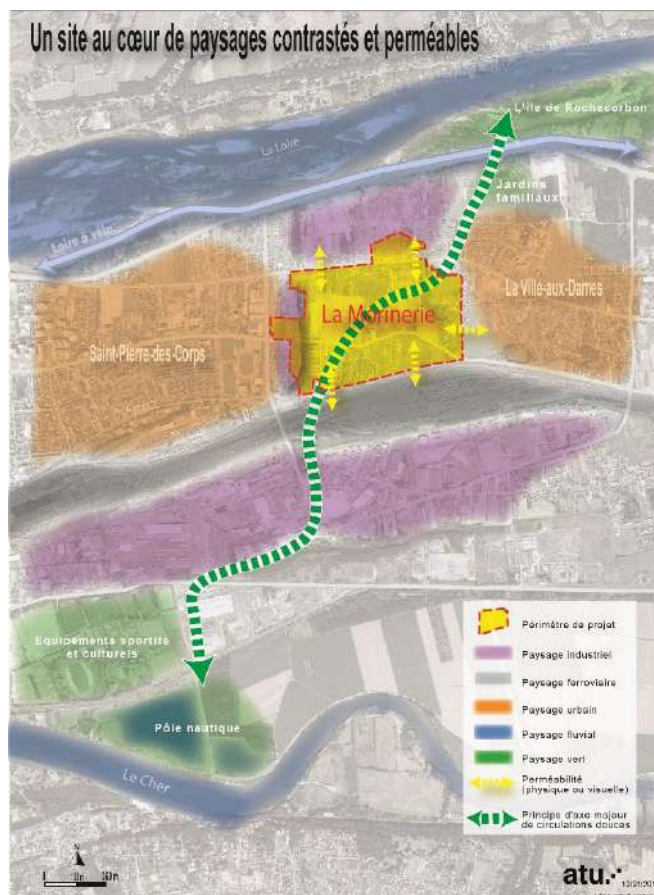 Un site au cœur de paysages contrastés et perméables
L'île de Rochecorbon
La Loire
Jardins
familiaux
Loire à vélo
La Ville-aux-Dames
La Morinerie
Saint-Pierre-des-Corps
Equipements sportifs
et culturels
Pôle nautique
Le Cher
Périmètre de projet
Paysage industriel
Paysage ferroviaire
Paysage urbain
Paysage fluvial
Paysage vert
Perméabilité
(physique ou visuelle)
Principe d'axe majeur
de circulations douces
N
0
atu